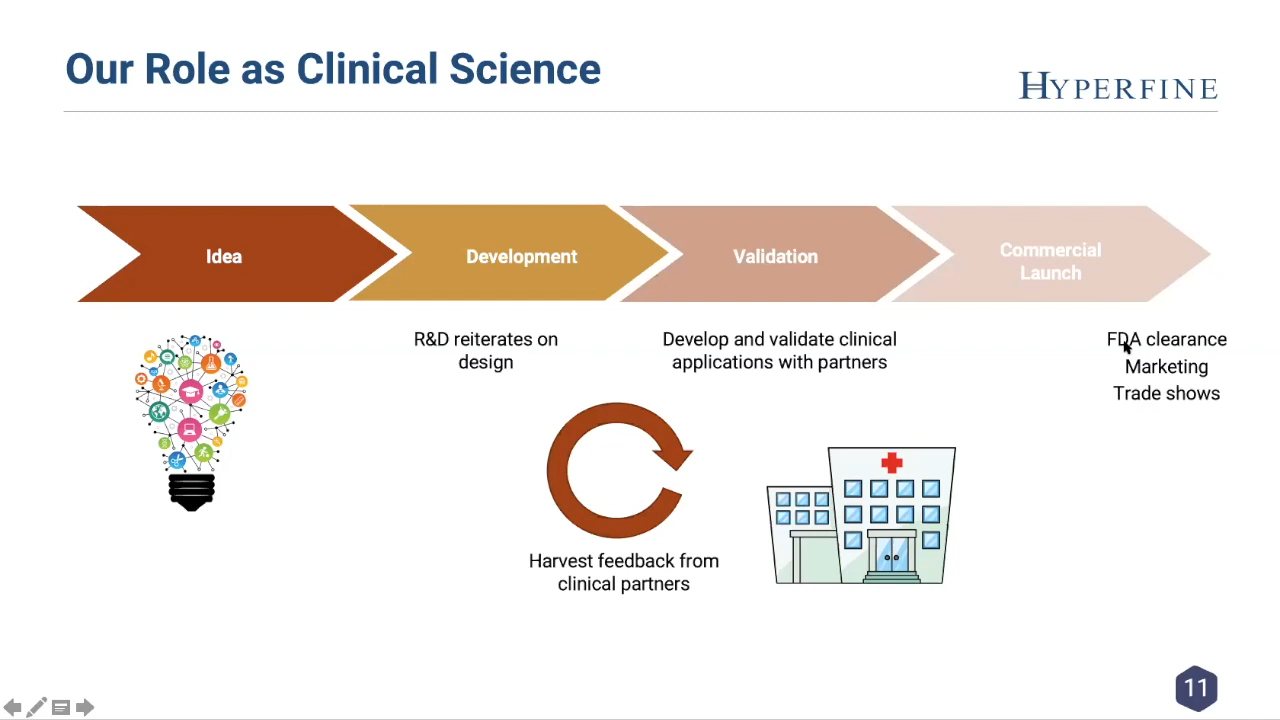 Our Role as Clinical Science
HYPERFINE
Idea
Development
Validation
Commercial
Launch
R&D reiterates on
design
Develop and validate clinical
applications with partners
FDA clearance
Marketing
Trade shows
Harvest feedback from
clinical partners
11